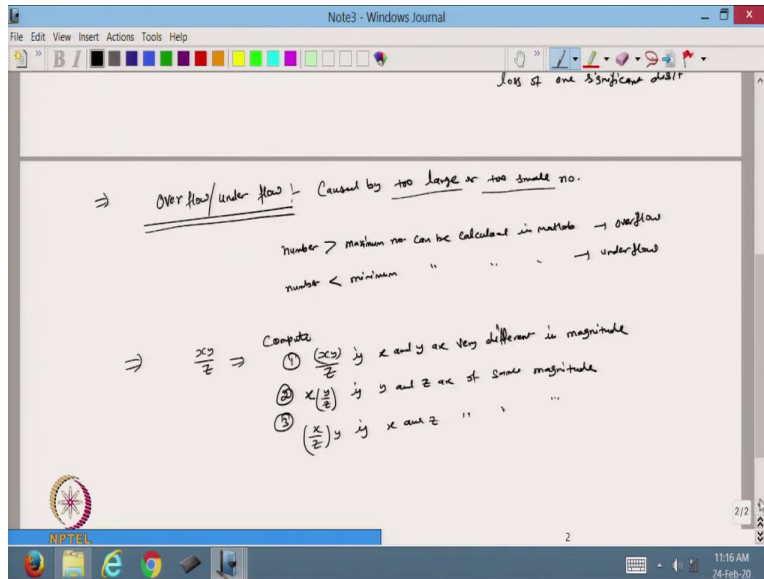 Note3 - Windows Journal
File Edit View Insert Actions Tools Help
B I
loss of one significant digit
⇒ Over flow/under flow :- Caused by too large or too small no.
number > maximum no can be calculated in matlab → overflow
number < minimum " " " → underflow
Compute
⇒ xy/z ⇒ ① (xy)/z if x and y are very different in magnitude
② x(y/z) if y and z are of same magnitude
③ (x/z)y if x and z " " "
NPTEL
2/2
2
11:16 AM
24-Feb-20